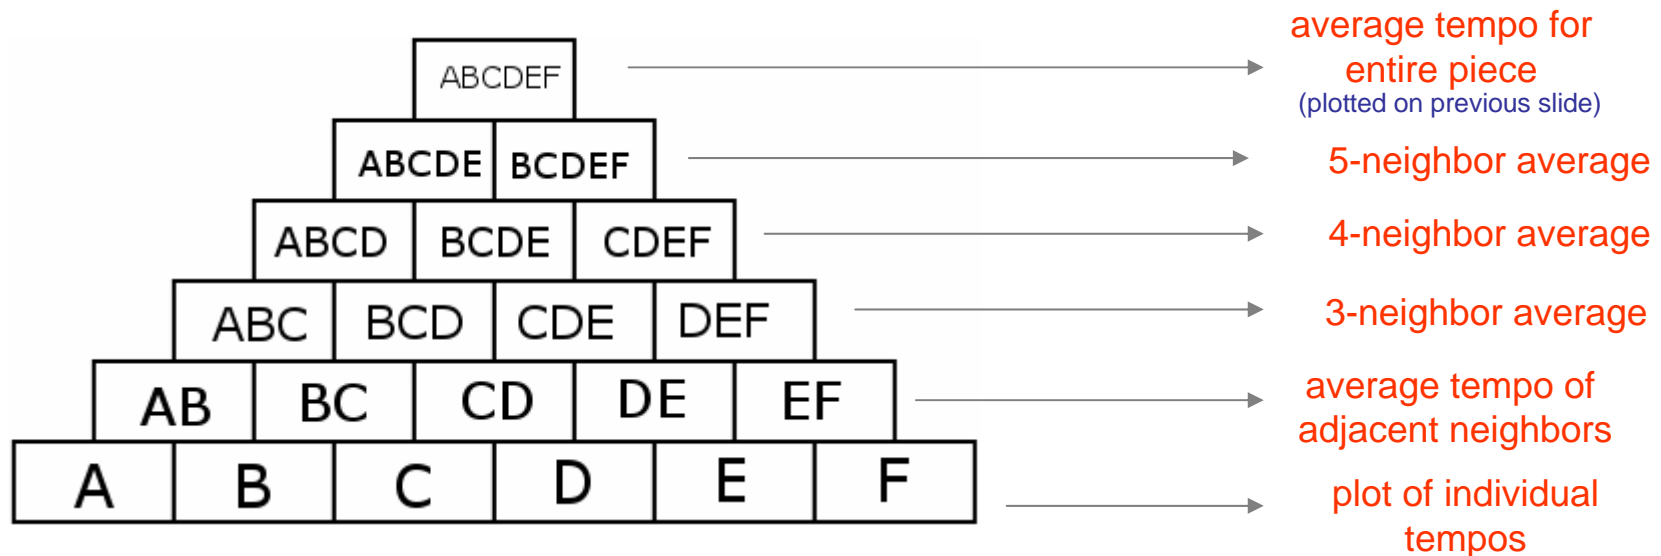 ABCDEF
average tempo for
entire piece
(plotted on previous slide)
ABCDE BCDEF
5-neighbor average
ABCD BCDE CDEF
4-neighbor average
ABC BCD CDE DEF
3-neighbor average
AB BC CD DE EF
average tempo of
adjacent neighbors
A B C D E F
plot of individual
tempos